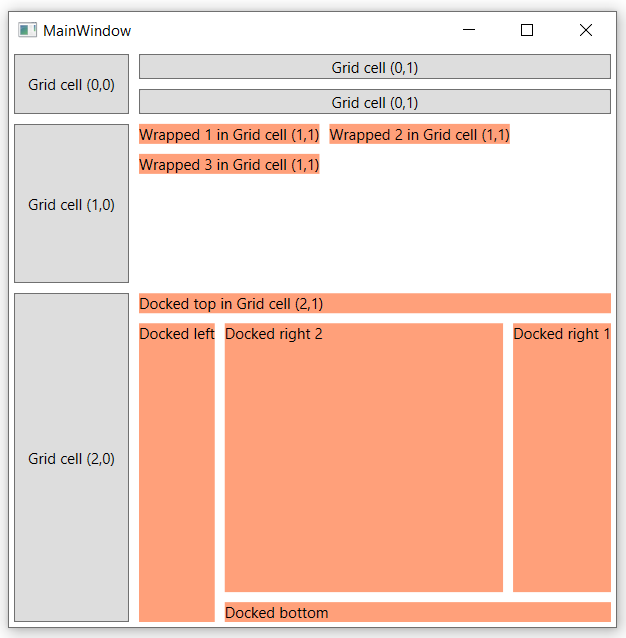 MainWindow
Grid cell (0,0)
Grid cell (0,1)
Grid cell (0,1)
Grid cell (1,0)
Wrapped 1 in Grid cell (1,1)
Wrapped 2 in Grid cell (1,1)
Wrapped 3 in Grid cell (1,1)
Grid cell (2,0)
Docked top in Grid cell (2,1)
Docked left
Docked right 2
Docked right 1
Docked bottom